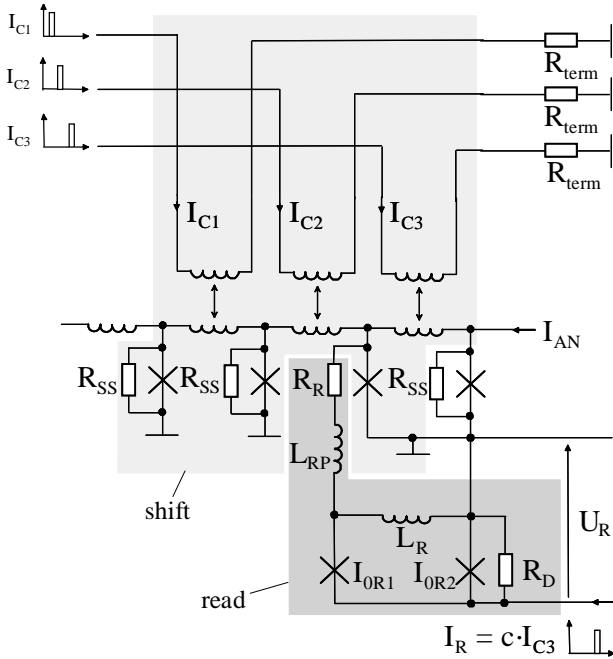 I_C1
I_C2
I_C3
R_term
R_term
R_term
I_C1 I_C2 I_C3
I_AN
R_SS R_SS R_R R_SS
L_RP
shift
L_R
U_R
I_0R1 I_0R2 R_D
read
I_R = c·I_C3